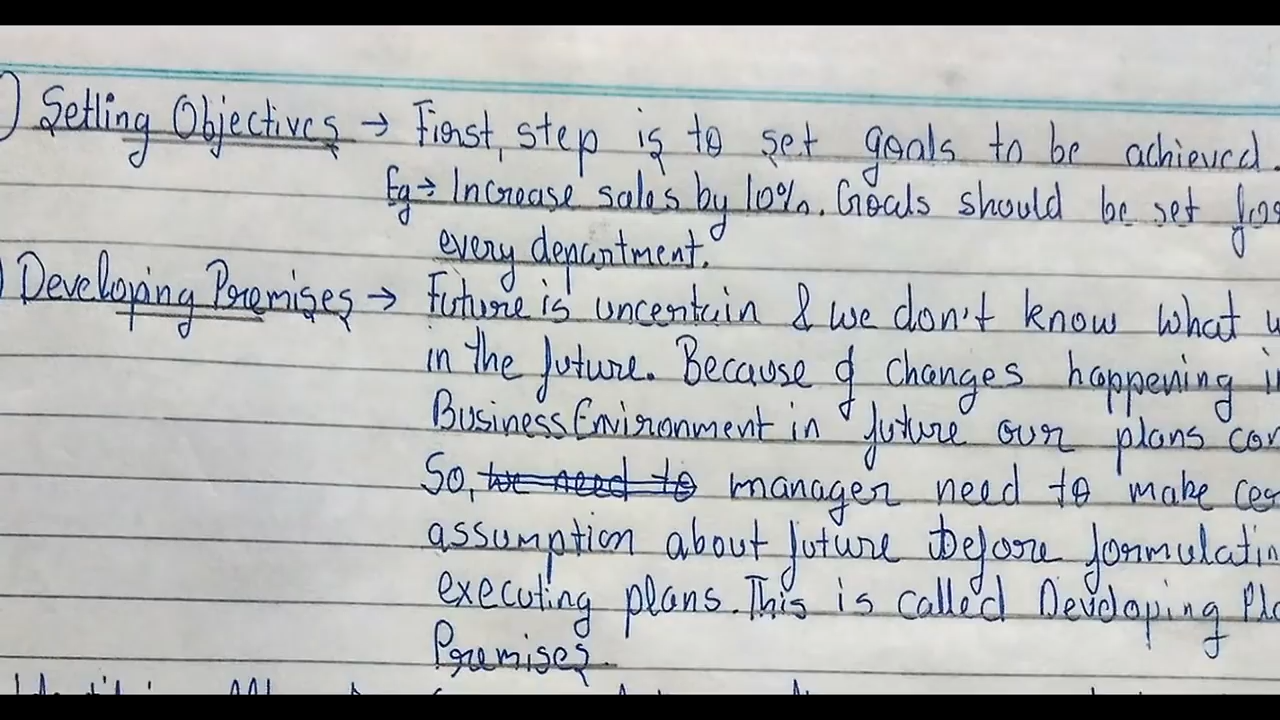 ) Setting Objectives → First, step is to set goals to be achieved.
Eg → Increase sales by 10%. Goals should be set for
every department.
) Developing Premises → Future is uncertain & we don't know what
in the future. Because of changes happening
Business Environment in future our plans
So, ~~we need to~~ manager need to make
assumption about future before formulatin
executing plans. This is called Developing
Premises.